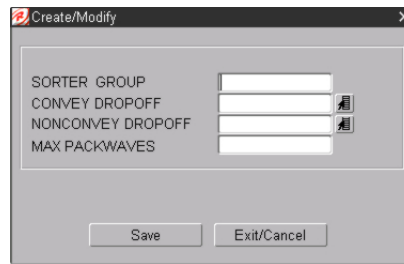 Create/Modify
SORTER GROUP
CONVEY DROPOFF
NONCONVEY DROPOFF
MAX PACKWAVES
Save Exit/Cancel